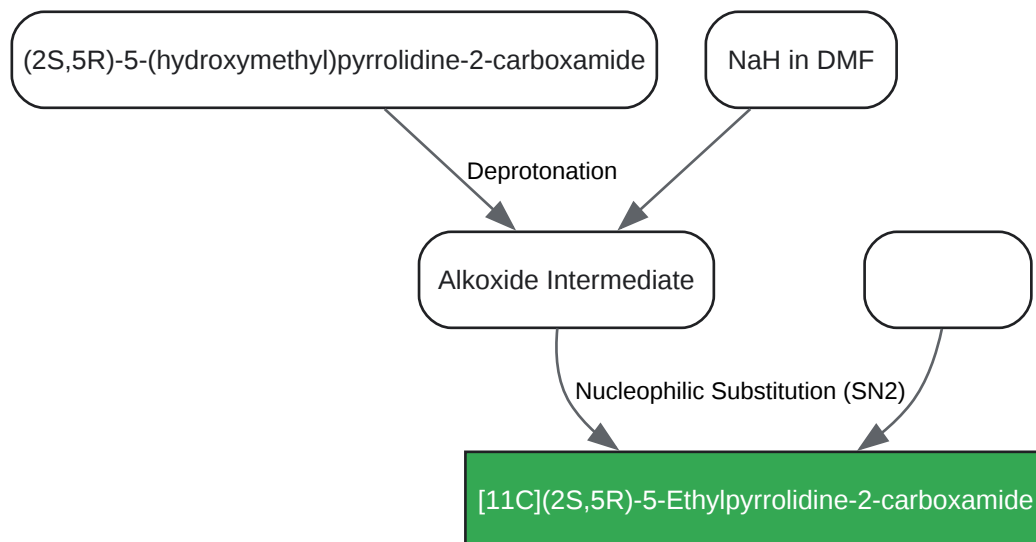 (2S,5R)-5-(hydroxymethyl)pyrrolidine-2-carboxamide
NaH in DMF
Deprotonation
Alkoxide Intermediate
Nucleophilic Substitution (SN2)
[11C](2S,5R)-5-Ethylpyrrolidine-2-carboxamide